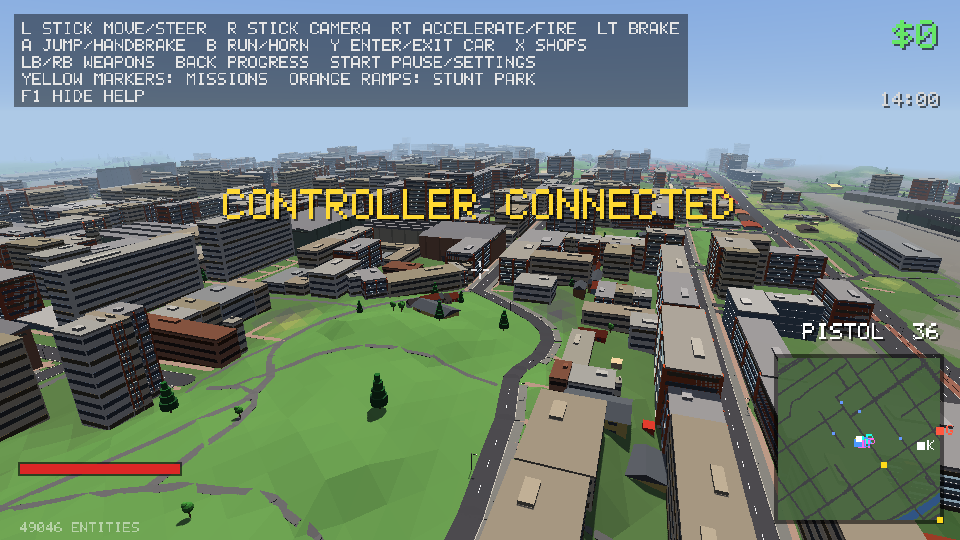 L STICK MOVE/STEER  R STICK CAMERA  RT ACCELERATE/FIRE  LT BRAKE
A JUMP/HANDBRAKE  B RUN/HORN  Y ENTER/EXIT CAR  X SHOPS
LB/RB WEAPONS  BACK PROGRESS  START PAUSE/SETTINGS
YELLOW MARKERS: MISSIONS  ORANGE RAMPS: STUNT PARK
F1 HIDE HELP
$0
14:00
CONTROLLER CONNECTED
PISTOL  36
K
49046 ENTITIES